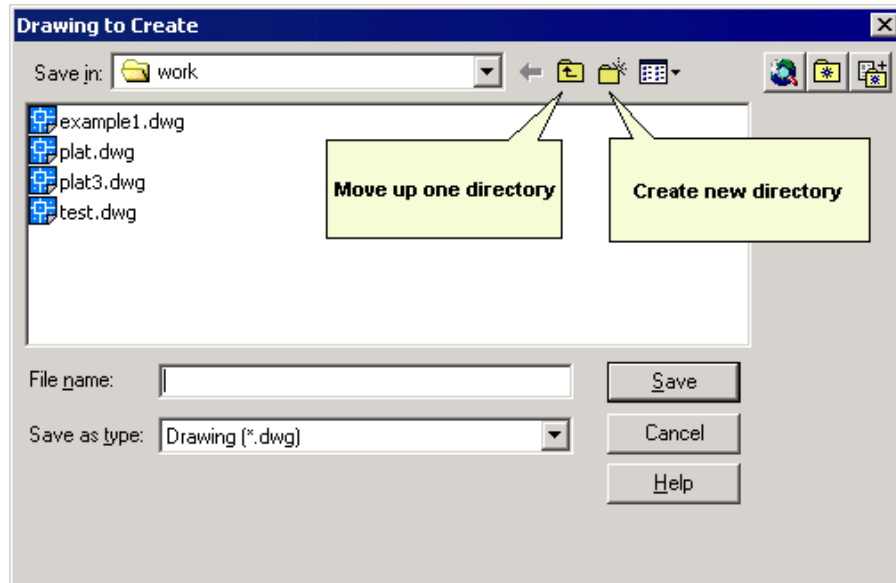 Drawing to Create
Save in: work
example1.dwg
plat.dwg
plat3.dwg
test.dwg
Move up one directory
Create new directory
File name:
Save
Save as type: Drawing (*.dwg)
Cancel
Help